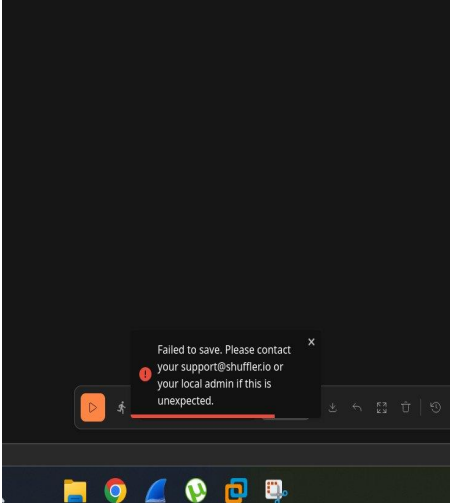 Failed to save. Please contact
your support@shuffler.io or
your local admin if this is
unexpected.